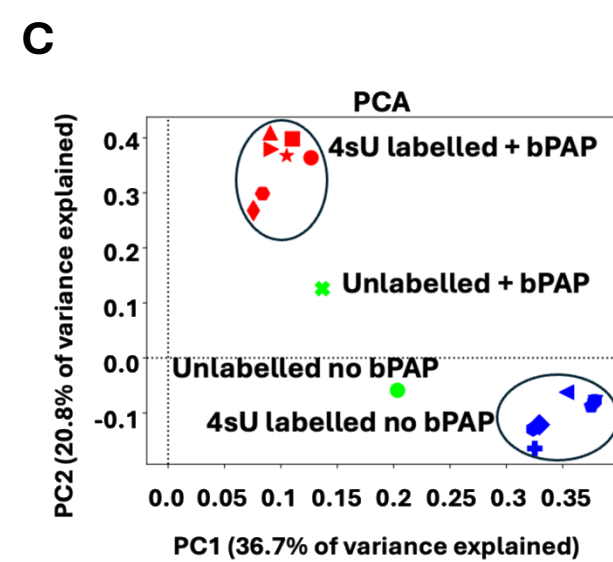 C
PCA
PC2 (20.8% of variance explained)
0.4
4sU labelled + bPAP
0.3
0.2
Unlabelled + bPAP
0.1
0.0
Unlabelled no bPAP
-0.1
4sU labelled no bPAP
0.0 0.05 0.1 0.15 0.2 0.25 0.3 0.35
PC1 (36.7% of variance explained)